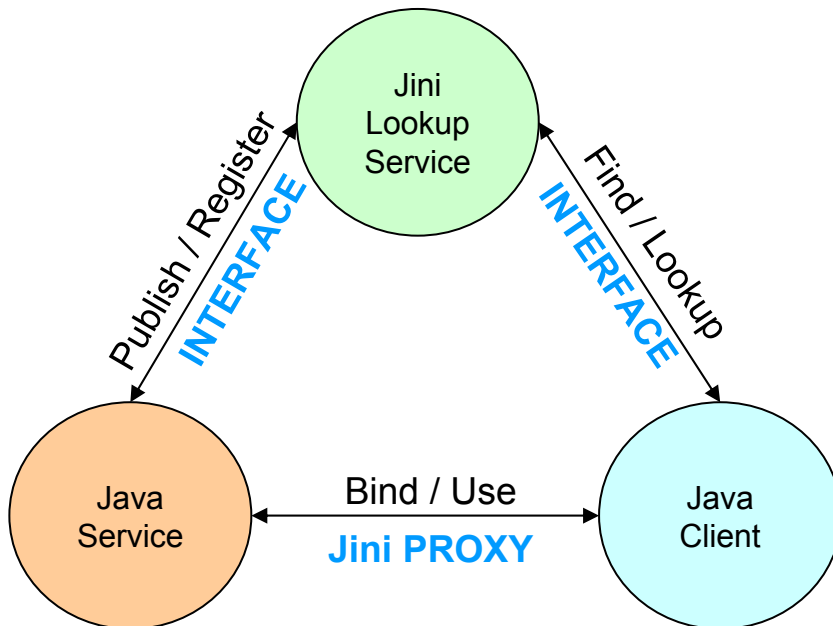 Jini
Lookup
Service
Publish / Register
INTERFACE
Find / Lookup
INTERFACE
Java
Service
Bind / Use
Jini PROXY
Java
Client